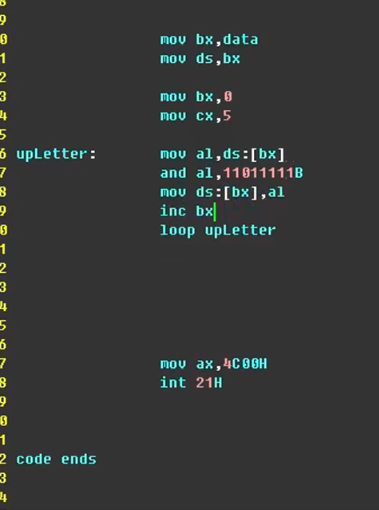 9
0 mov bx,data
1 mov ds,bx
2
3 mov bx,0
4 mov cx,5
5
6 upLetter: mov al,ds:[bx]
7 and al,11011111B
8 mov ds:[bx],al
9 inc bx
0 loop upLetter
1
2
3
4
5
6
7 mov ax,4C00H
8 int 21H
9
0
1
2 code ends
3
4